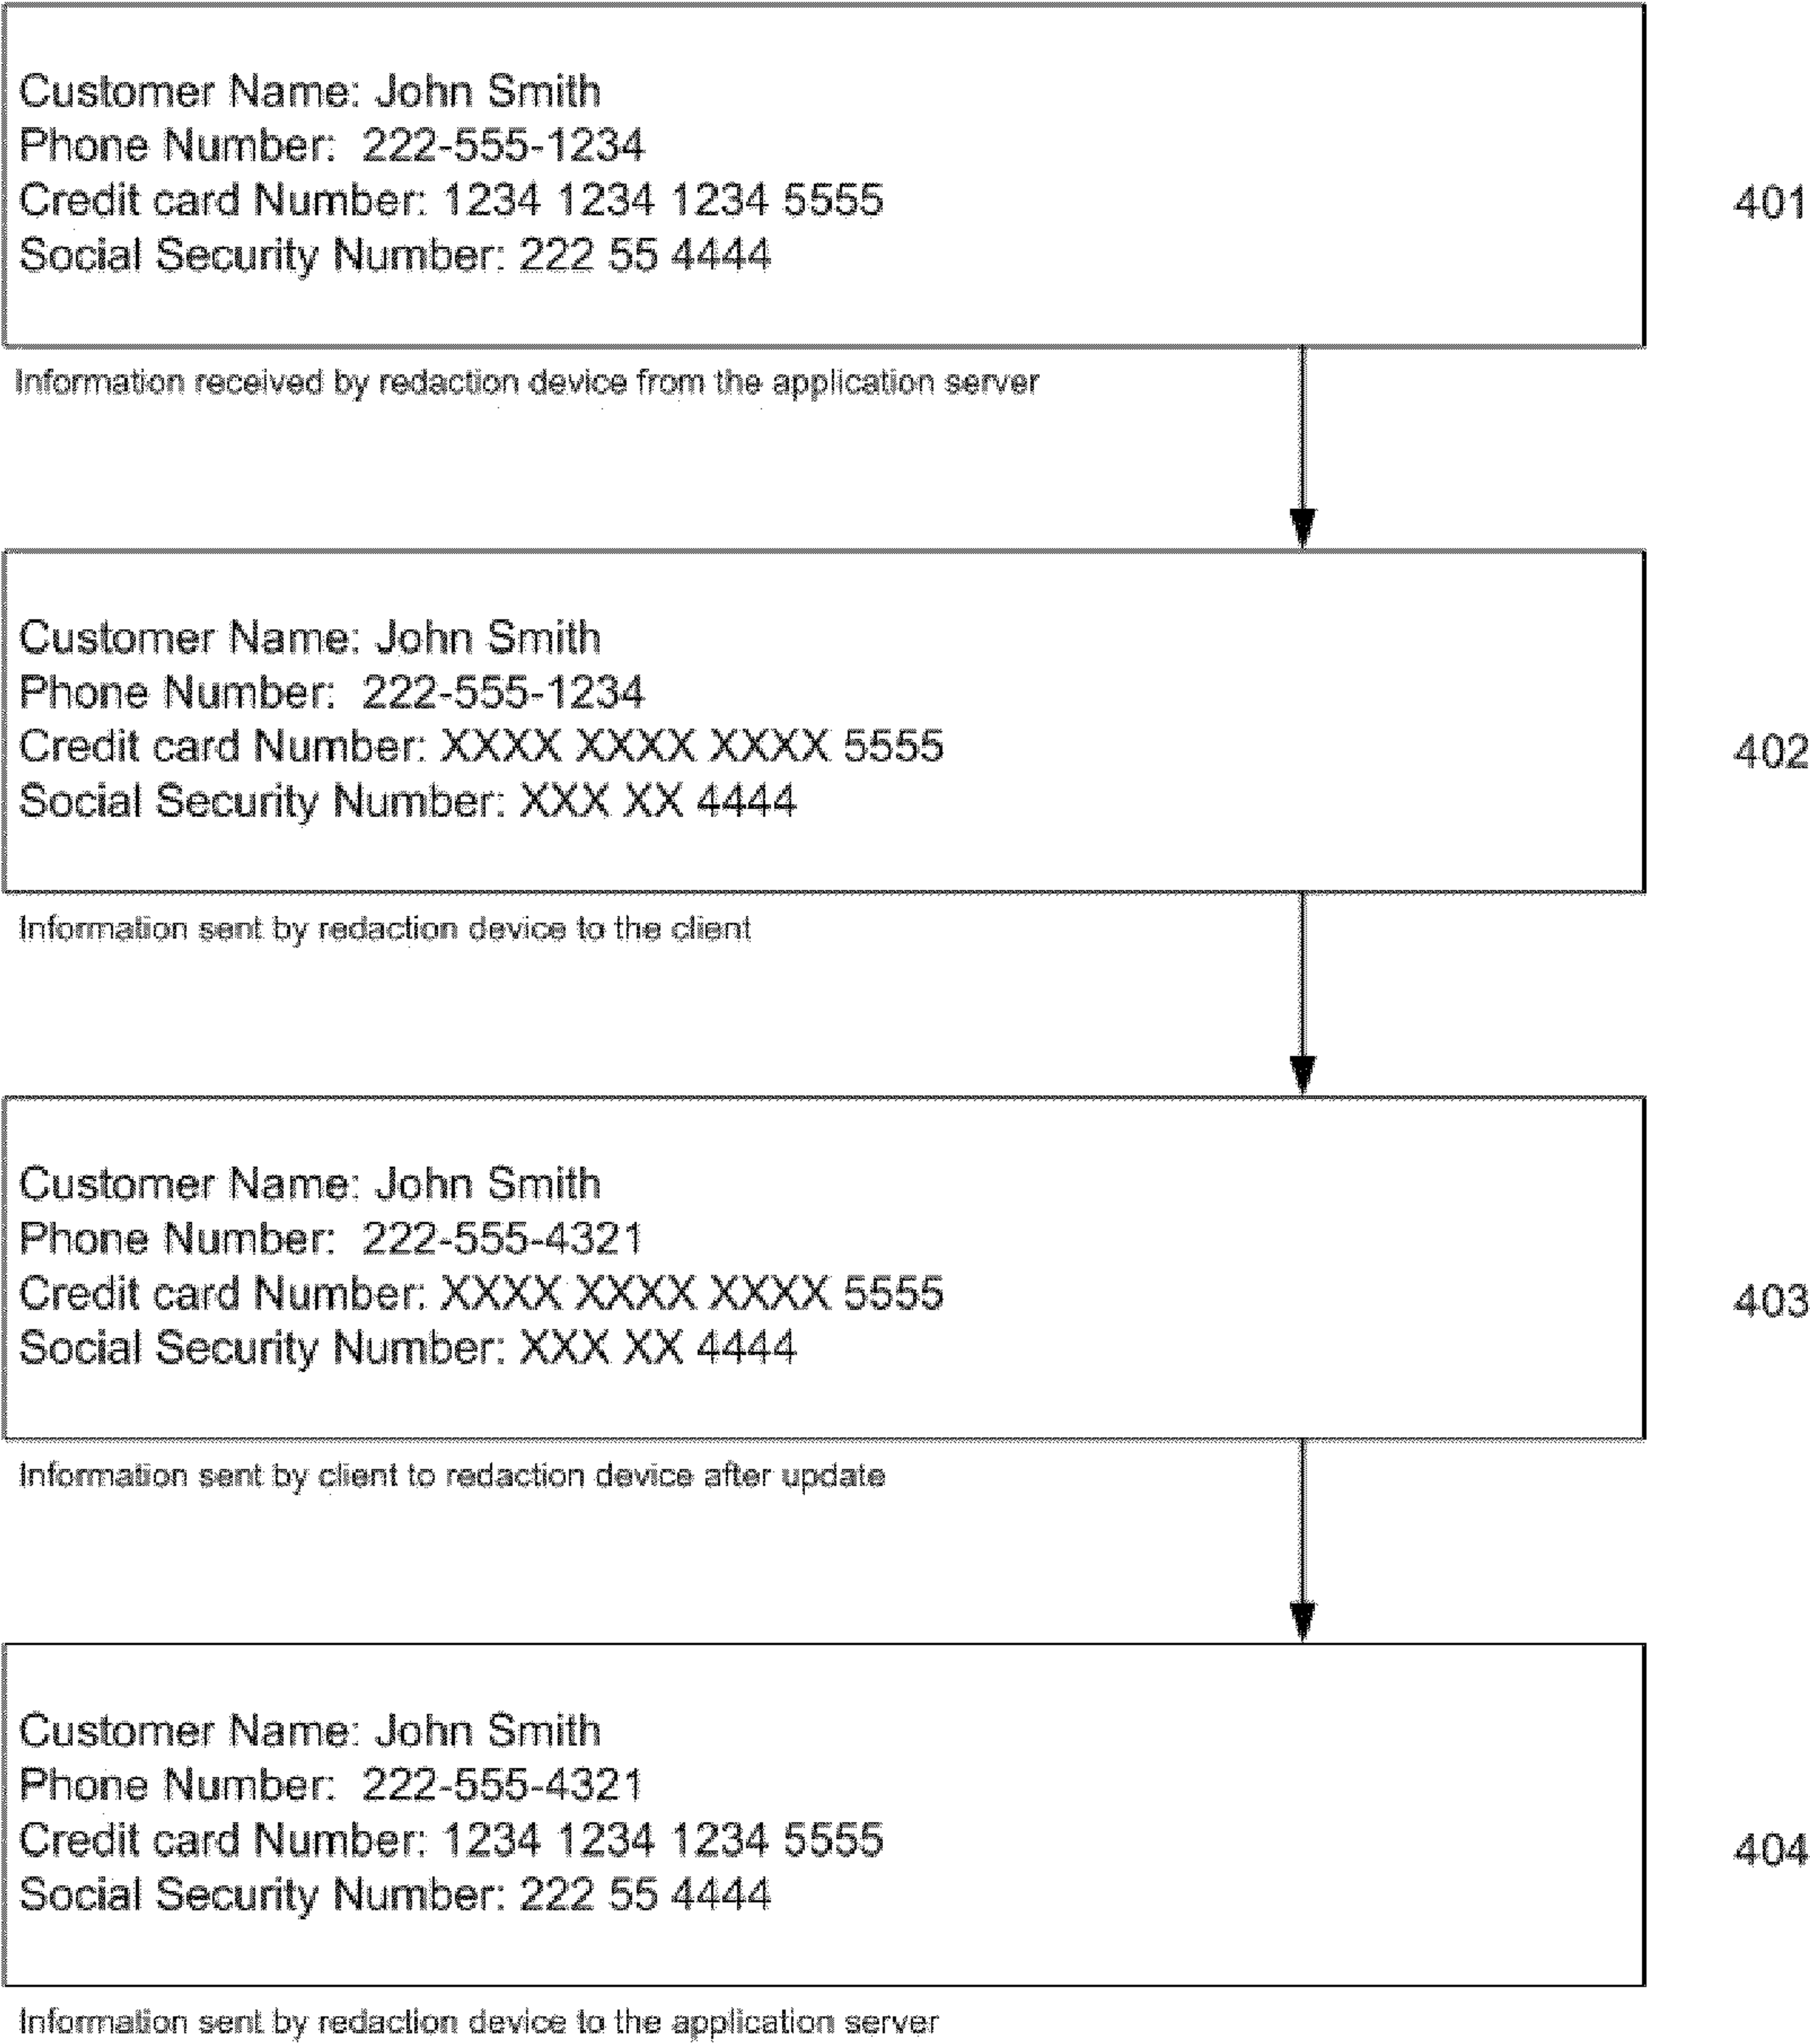 Customer Name: John Smith
Phone Number: 222-555-1234
Credit card Number: 1234 1234 1234 5555
Social Security Number: 222 55 4444
401
Information received by redaction device from the application server
Customer Name: John Smith
Phone Number: 222-555-1234
Credit card Number: XXXX XXXX XXXX 5555
Social Security Number: XXX XX 4444
402
Information sent by redaction device to the client
Customer Name: John Smith
Phone Number: 222-555-4321
Credit card Number: XXXX XXXX XXXX 5555
Social Security Number: XXX XX 4444
403
Information sent by client to redaction device after update
Customer Name: John Smith
Phone Number: 222-555-4321
Credit card Number: 1234 1234 1234 5555
Social Security Number: 222 55 4444
404
Information sent by redaction device to the application server